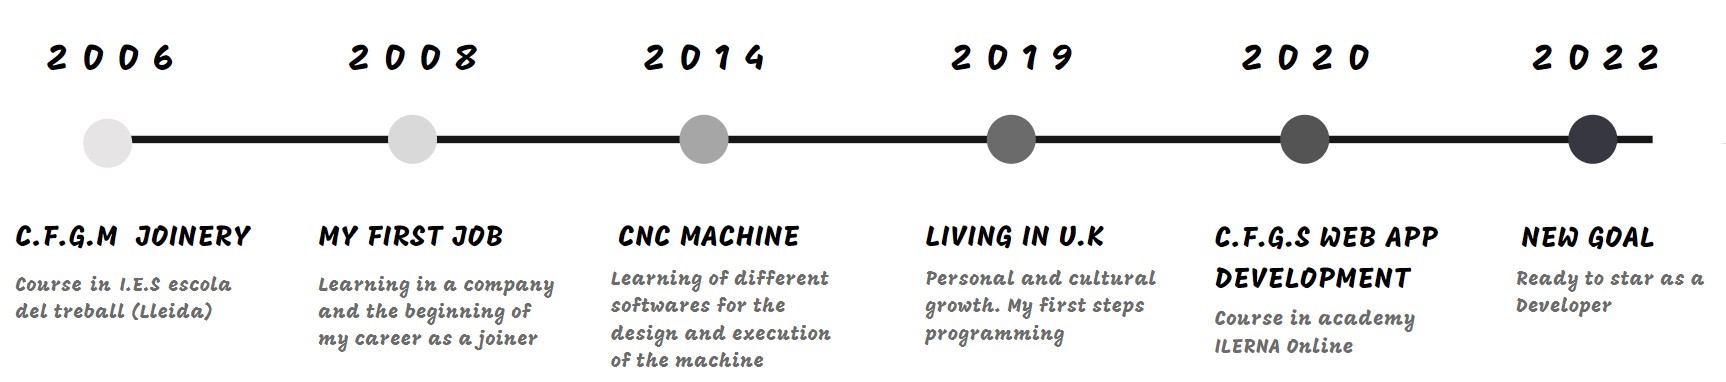 2006
2008
2014
2019
2020
2022
C.F.G.M JOINERY
Course in I.E.S escola
del treball (Lleida)
MY FIRST JOB
Learning in a company
and the beginning of
my career as a joiner
CNC MACHINE
Learning of different
softwares for the
design and execution
of the machine
LIVING IN U.K
Personal and cultural
growth. My first steps
programming
C.F.G.S WEB APP
DEVELOPMENT
Course in academy
ILERNA Online
NEW GOAL
Ready to star as a
Developer